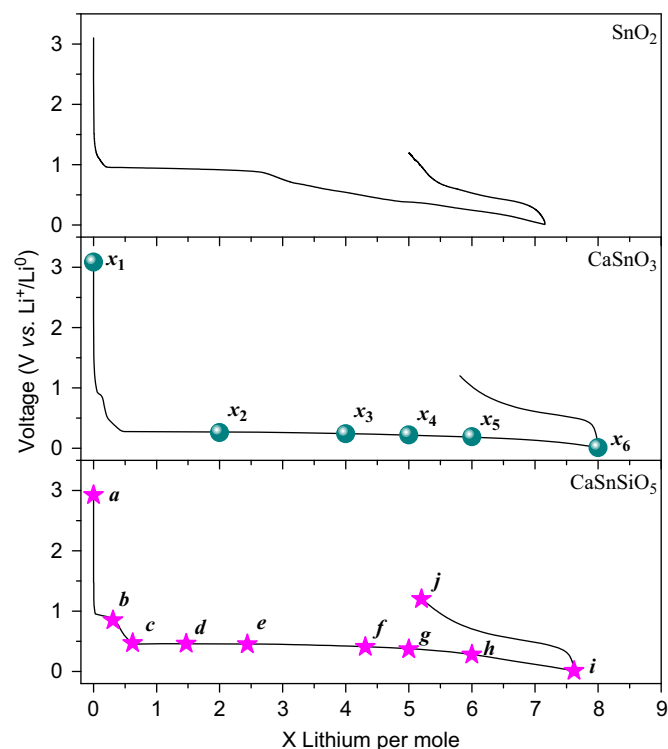 SnO₂
3
2
1
0
CaSnO₃
3
2
1
0
x₁
x₂
x₃
x₄
x₅
x₆
CaSnSiO₅
3
2
1
0
a
b
c
d
e
f
g
h
i
j
0 1 2 3 4 5 6 7 8 9
X Lithium per mole
Voltage (V vs. Li⁺/Li⁰)